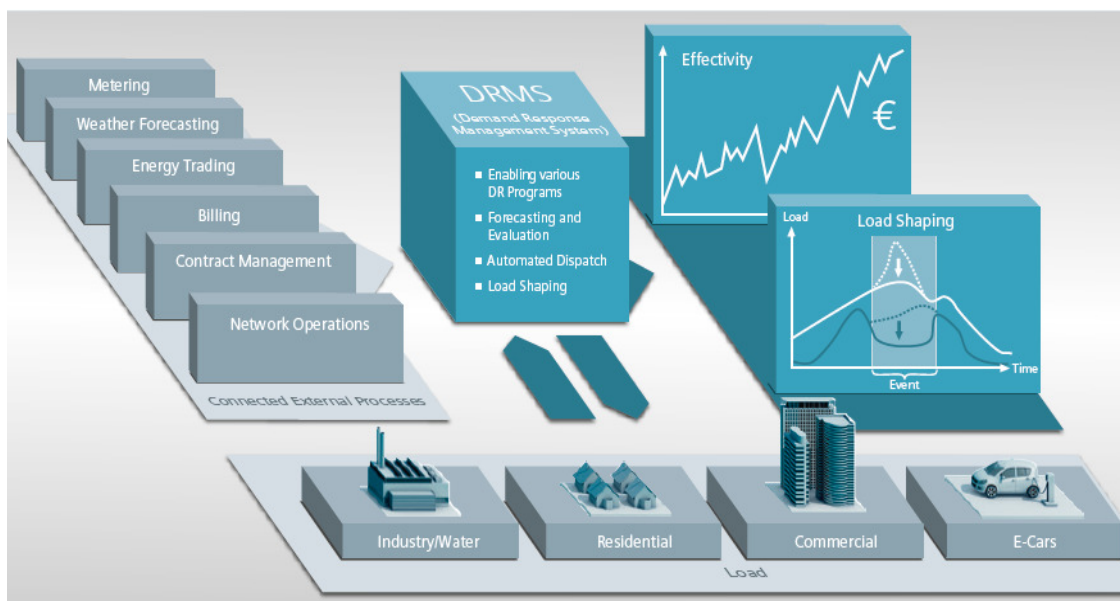 Metering
Weather Forecasting
Energy Trading
Billing
Contract Management
Network Operations
Connected External Processes
DRMS
(Demand Response
Management System)
■ Enabling various
DR Programs
■ Forecasting and
Evaluation
■ Automated Dispatch
■ Load Shaping
Effectivity
€
Load
Load Shaping
Time
Event
Industry/Water
Residential
Commercial
E-Cars
Load